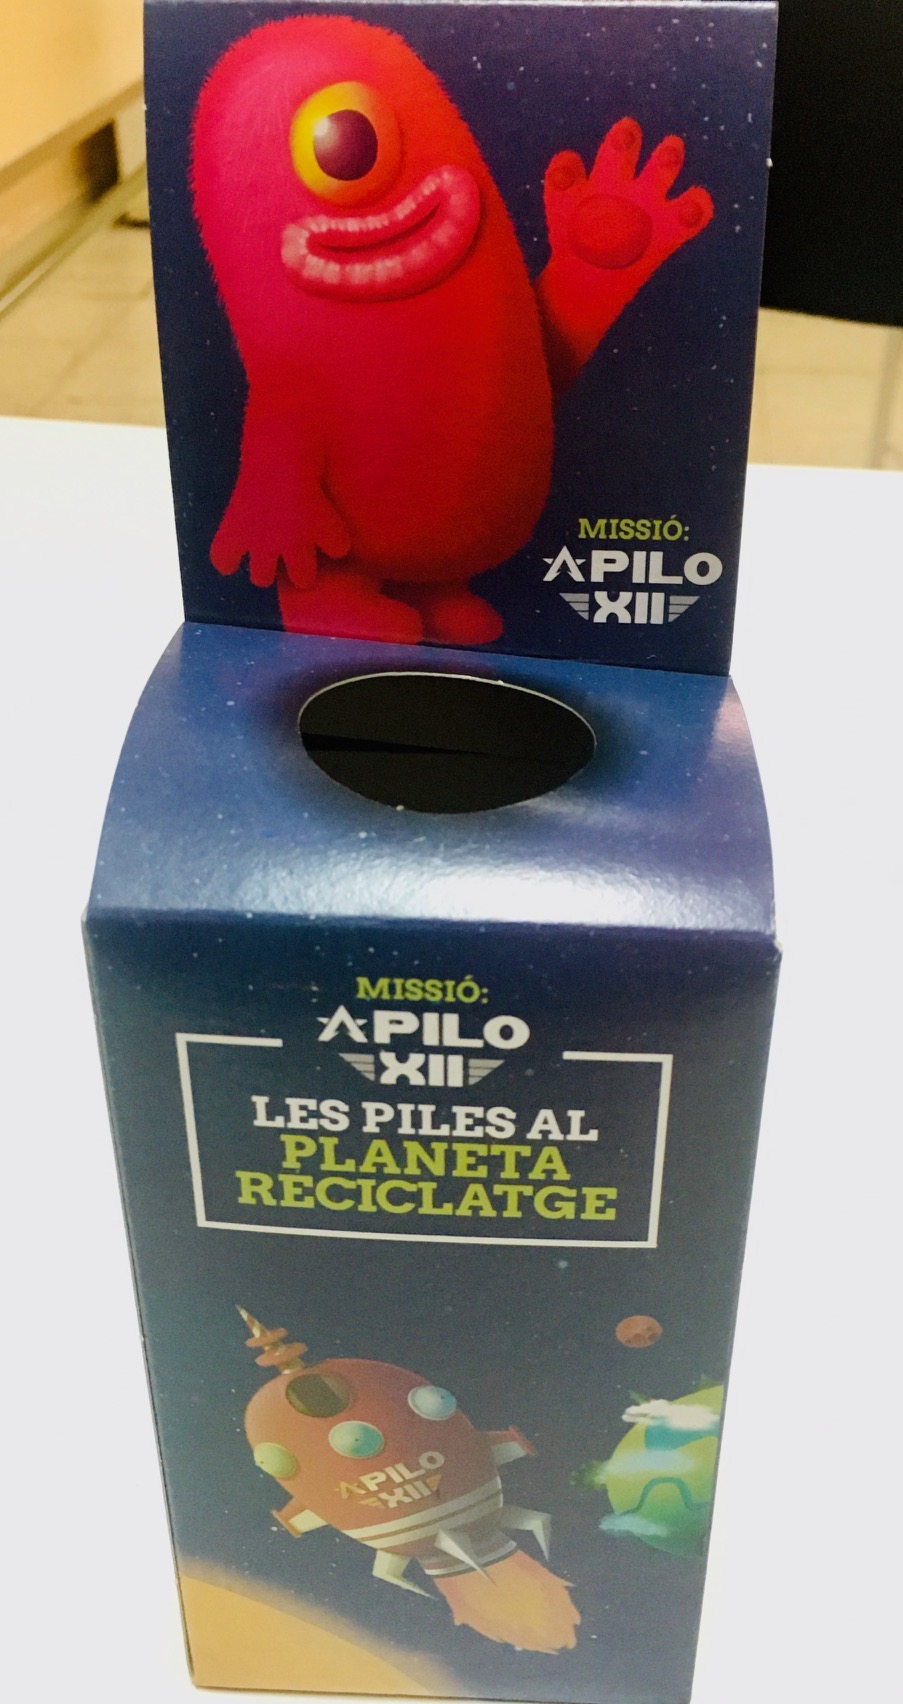 MISSIÓ:
APILO
XII
MISSIÓ:
APILO
XII
LES PILES AL
PLANETA
RECICLATGE
APILO
XII